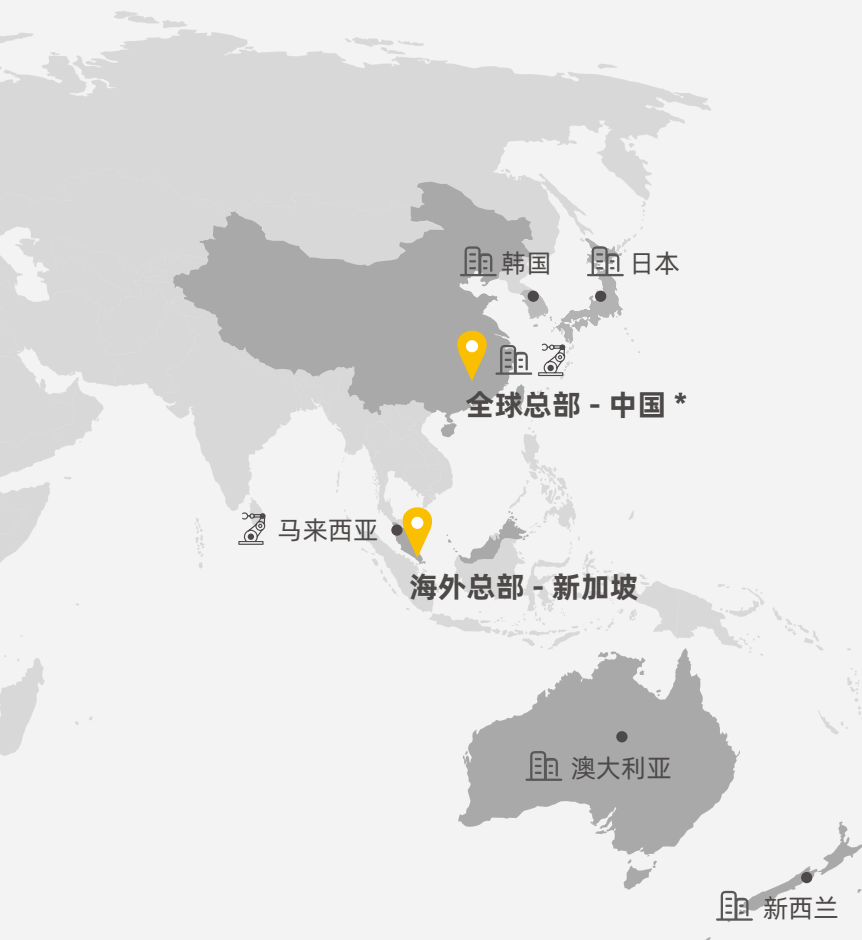 韩国
日本
全球总部 - 中国 *
马来西亚
海外总部 - 新加坡
澳大利亚
新西兰